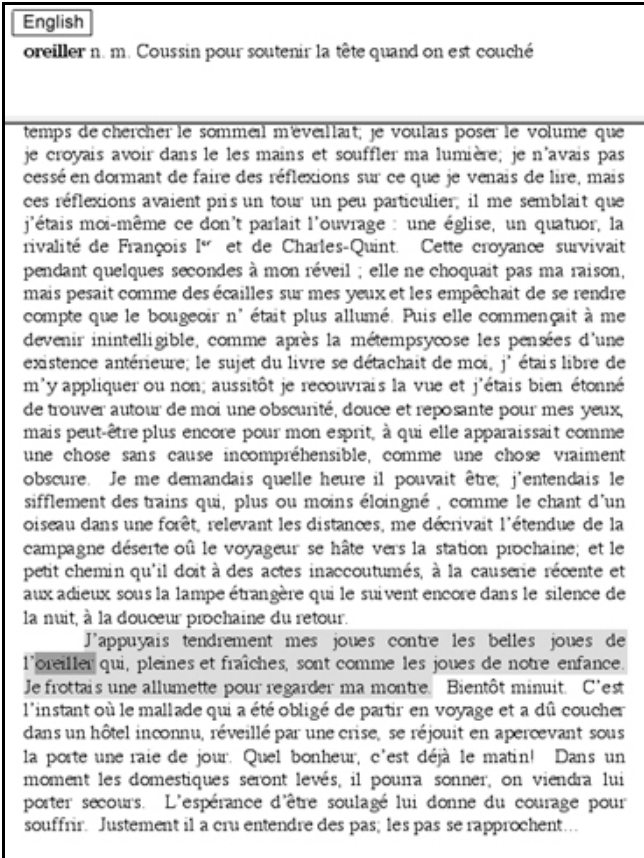 English
oreiller n. m. Coussin pour soutenir la tête quand on est couché
temps de chercher le sommeil m'éveillait; je voulais poser le volume que
je croyais avoir dans le les mains et souffler ma lumière; je n'avais pas
cessé en dormant de faire des réflexions sur ce que je venais de lire, mais
ces réflexions avaient pris un tour un peu particulier; il me semblait que
j'étais moi-même ce don't parlait l'ouvrage : une église, un quatuor, la
rivalité de François Ier et de Charles-Quint. Cette croyance survivait
pendant quelques secondes à mon réveil ; elle ne choquait pas ma raison,
mais pesait comme des écailles sur mes yeux et les empêchait de se rendre
compte que le bougeoir n' était plus allumé. Puis elle commençait à me
devenir inintelligible, comme après la métempsycose les pensées d'une
existence antérieure; le sujet du livre se détachait de moi, j' étais libre de
m'y appliquer ou non; aussitôt je recouvrais la vue et j'étais bien étonné
de trouver autour de moi une obscurité, douce et reposante pour mes yeux,
mais peut-être plus encore pour mon esprit, à qui elle apparaissait comme
une chose sans cause incompréhensible, comme une chose vraiment
obscure. Je me demandais quelle heure il pouvait être; j'entendais le
sifflement des trains qui, plus ou moins éloingné , comme le chant d'un
oiseau dans une forêt, relevant les distances, me décrivait l'étendue de la
campagne déserte oû le voyageur se hâte vers la station prochaine; et le
petit chemin qu'il doit à des actes inaccoutumés, à la causerie récente et
aux adieux sous la lampe étrangère qui le suivent encore dans le silence de
la nuit, à la douceur prochaine du retour.
J'appuyais tendrement mes joues contre les belles joues de
l'oreiller qui, pleines et fraîches, sont comme les joues de notre enfance.
Je frottais une allumette pour regarder ma montre. Bientôt minuit. C'est
l'instant où le mallade qui a été obligé de partir en voyage et a dû coucher
dans un hôtel inconnu, réveillé par une crise, se réjouit en apercevant sous
la porte une raie de jour. Quel bonheur, c'est déjà le matin! Dans un
moment les domestiques seront levés, il pourra sonner, on viendra lui
porter secours. L'espérance d'être soulagé lui donne du courage pour
souffrir. Justement il a cru entendre des pas; les pas se rapprochent...